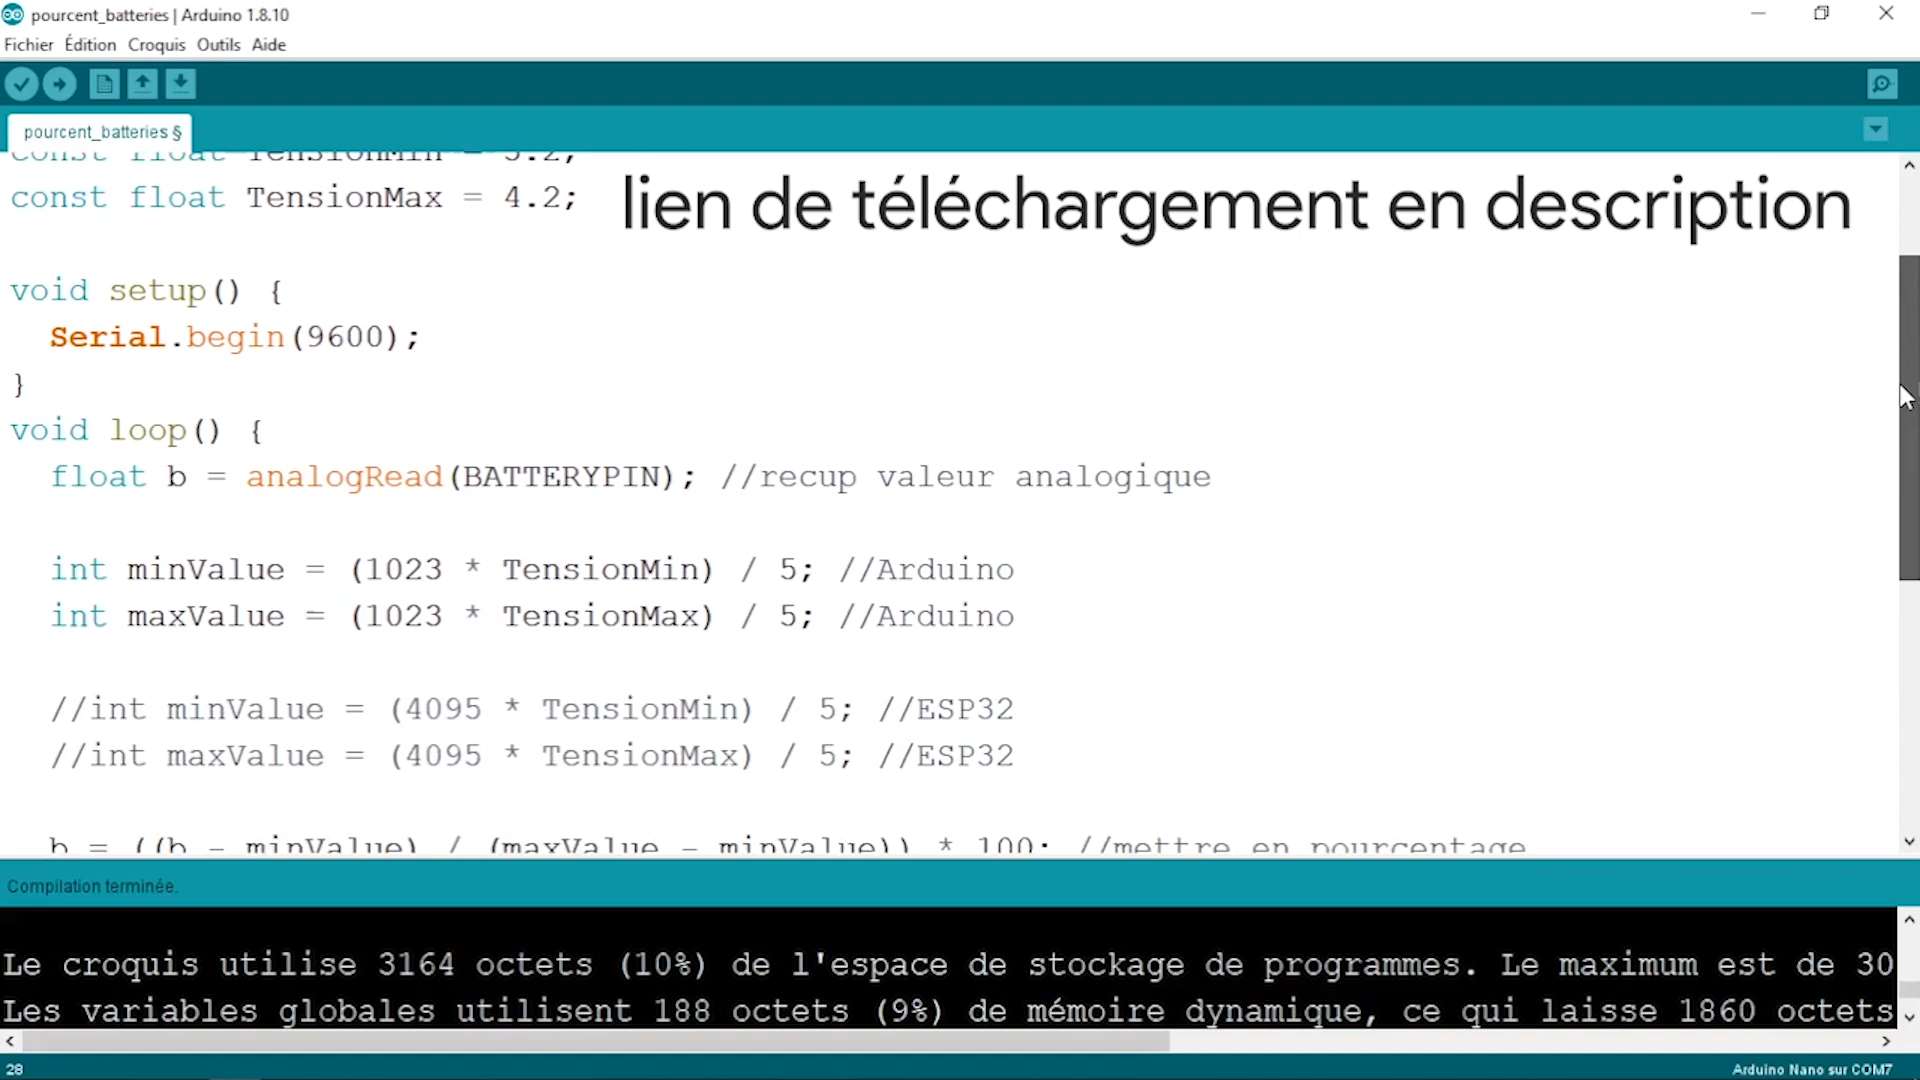 pourcent_batteries | Arduino 1.8.10
Fichier Édition Croquis Outils Aide
pourcent_batteries §
const float TensionMin = 3.2;
const float TensionMax = 4.2;
lien de téléchargement en description
void setup() {
Serial.begin(9600);
}
void loop() {
float b = analogRead(BATTERYPIN); //recup valeur analogique
int minValue = (1023 * TensionMin) / 5; //Arduino
int maxValue = (1023 * TensionMax) / 5; //Arduino
//int minValue = (4095 * TensionMin) / 5; //ESP32
//int maxValue = (4095 * TensionMax) / 5; //ESP32
b = ((b - minValue) / (maxValue - minValue)) * 100; //mettre en pourcentage
Compilation terminée.
Le croquis utilise 3164 octets (10%) de l'espace de stockage de programmes. Le maximum est de 30
Les variables globales utilisent 188 octets (9%) de mémoire dynamique, ce qui laisse 1860 octets
28
Arduino Nano sur COM7